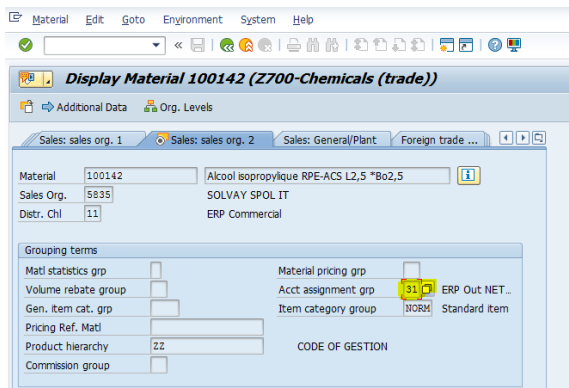 Material Edit Goto Environment System Help
Display Material 100142 (Z700-Chemicals (trade))
Additional Data Org. Levels
Sales: sales org. 1 Sales: sales org. 2 Sales: General/Plant Foreign trade ...
Material 100142 Alcool isopropylique RPE-ACS L2,5 *Bo2,5
Sales Org. 5835 SOLVAY SPOL IT
Distr. Chl 11 ERP Commercial
Grouping terms
Matl statistics grp Material pricing grp
Volume rebate group Acct assignment grp 31 ERP Out NET...
Gen. item cat. grp Item category group NORM Standard item
Pricing Ref. Matl
Product hierarchy ZZ CODE OF GESTION
Commission group